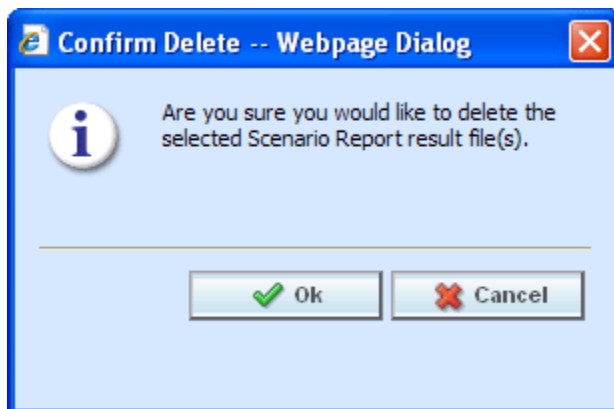 Confirm Delete -- Webpage Dialog
Are you sure you would like to delete the
selected Scenario Report result file(s).
Ok
Cancel